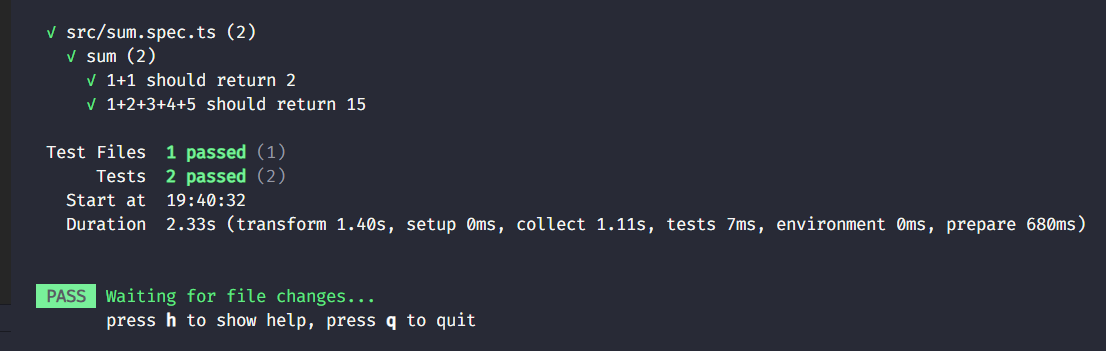 √ src/sum.spec.ts (2)
√ sum (2)
√ 1+1 should return 2
√ 1+2+3+4+5 should return 15
Test Files 1 passed (1)
Tests 2 passed (2)
Start at 19:40:32
Duration 2.33s (transform 1.40s, setup 0ms, collect 1.11s, tests 7ms, environment 0ms, prepare 680ms)
PASS Waiting for file changes...
press h to show help, press q to quit